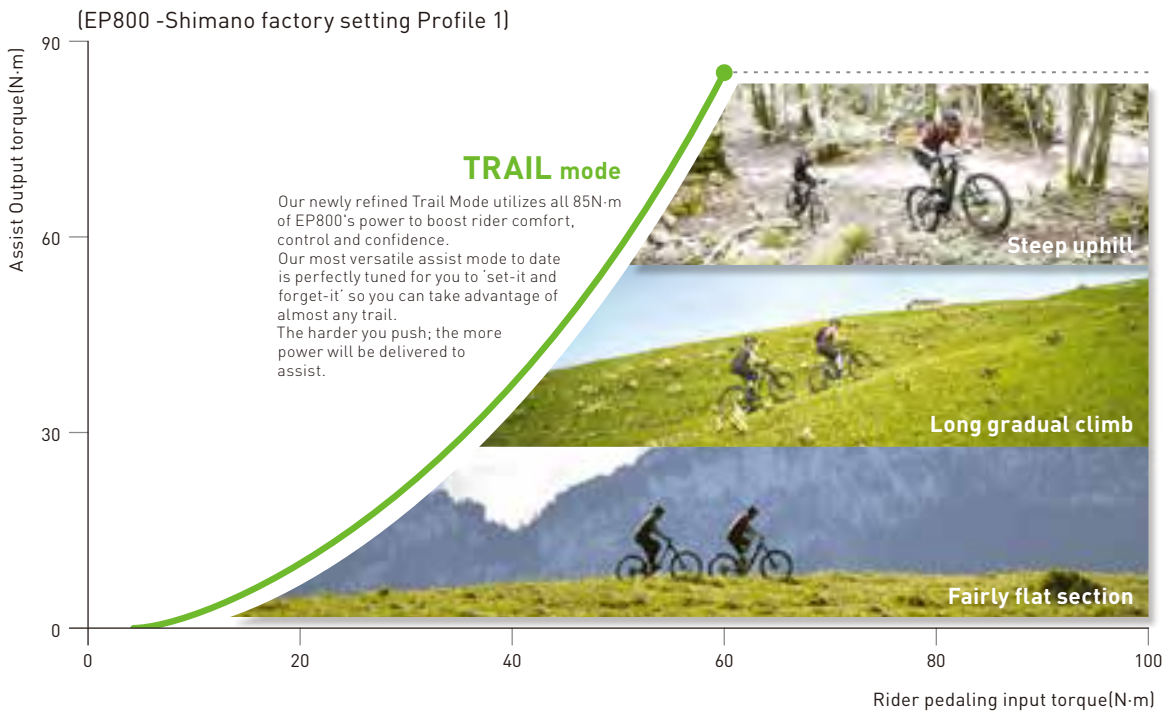 (EP800 -Shimano factory setting Profile 1)
Assist Output torque(N·m)
90
60
30
0
TRAIL mode
Our newly refined Trail Mode utilizes all 85N·m
of EP800's power to boost rider comfort,
control and confidence.
Our most versatile assist mode to date
is perfectly tuned for you to 'set-it and
forget-it' so you can take advantage of
almost any trail.
The harder you push; the more
power will be delivered to
assist.
Steep uphill
Long gradual climb
Fairly flat section
0
20
40
60
80
100
Rider pedaling input torque(N·m)